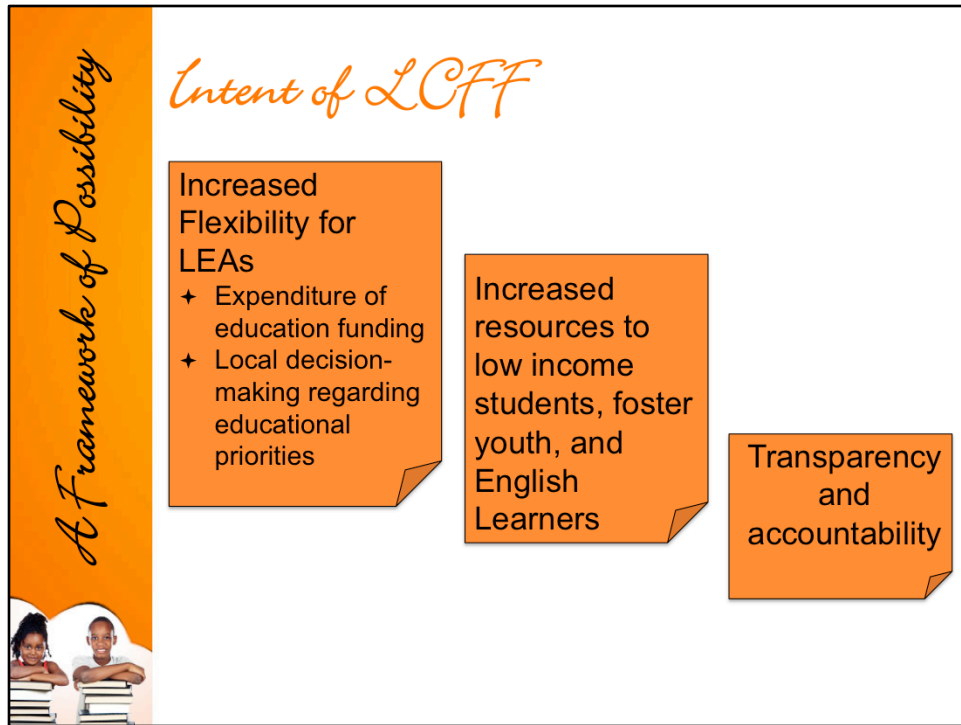 A Framework of Possibility
Intent of LCFF
Increased
Flexibility for
LEAs
Expenditure of
education funding
Local decision-
making regarding
educational
priorities
Increased
resources to
low income
students, foster
youth, and
English
Learners
Transparency
and
accountability